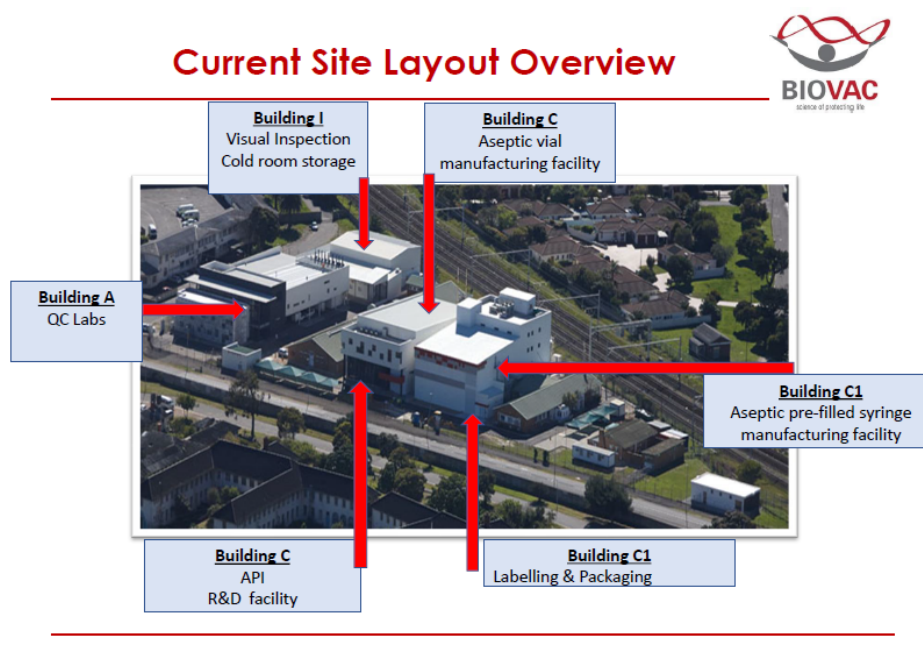 Current Site Layout Overview
BIOVAC
science of protecting life
Building I
Visual Inspection
Cold room storage
Building C
Aseptic vial
manufacturing facility
Building A
QC Labs
Building C1
Aseptic pre-filled syringe
manufacturing facility
Building C
API
R&D facility
Building C1
Labelling & Packaging